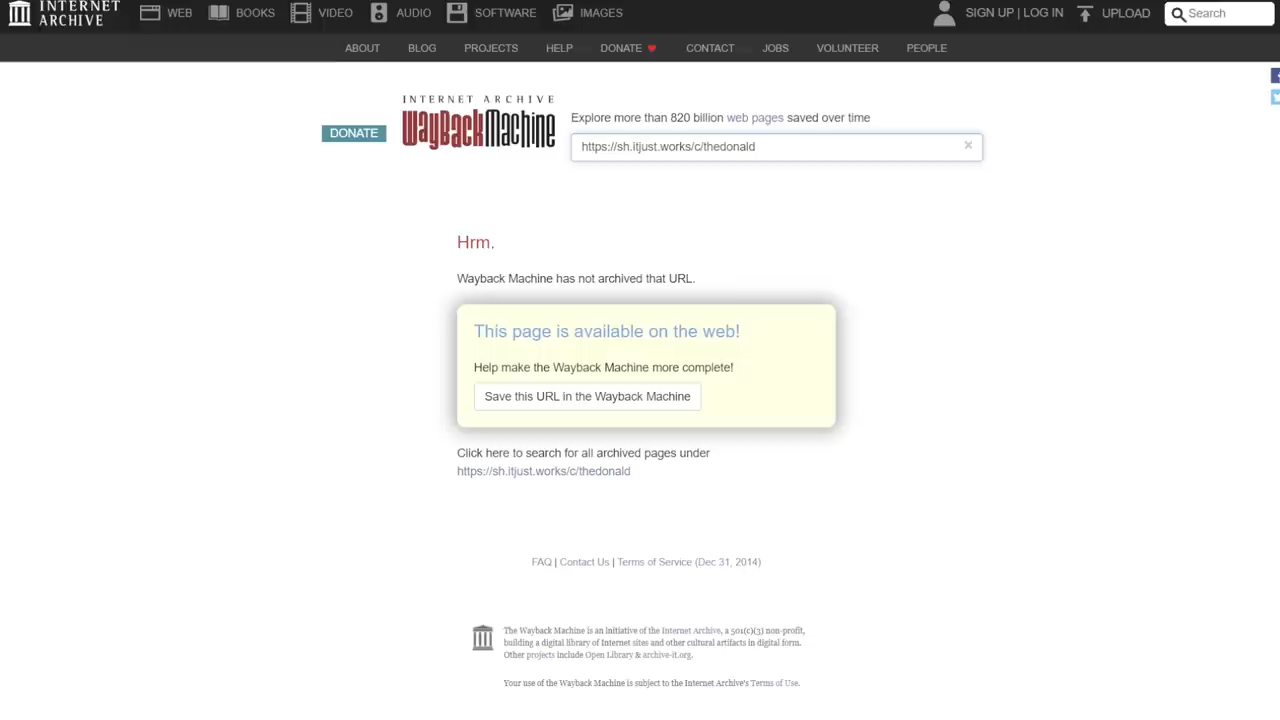 INTERNET
ARCHIVE
WEB
BOOKS
VIDEO
AUDIO
SOFTWARE
IMAGES
SIGN UP | LOG IN
UPLOAD
Search
ABOUT
BLOG
PROJECTS
HELP
DONATE
CONTACT
JOBS
VOLUNTEER
PEOPLE
DONATE
INTERNET ARCHIVE
WayBackMachine
Explore more than 820 billion web pages saved over time
https://sh.itjust.works/c/thedonald
Hrm.
Wayback Machine has not archived that URL.
This page is available on the web!
Help make the Wayback Machine more complete!
Save this URL in the Wayback Machine
Click here to search for all archived pages under
https://sh.itjust.works/c/thedonald
FAQ | Contact Us | Terms of Service (Dec 31, 2014)
The Wayback Machine is an initiative of the Internet Archive, a 501(c)(3) non-profit,
building a digital library of Internet sites and other cultural artifacts in digital form.
Other projects include Open Library & archive-it.org.
Your use of the Wayback Machine is subject to the Internet Archive's Terms of Use.